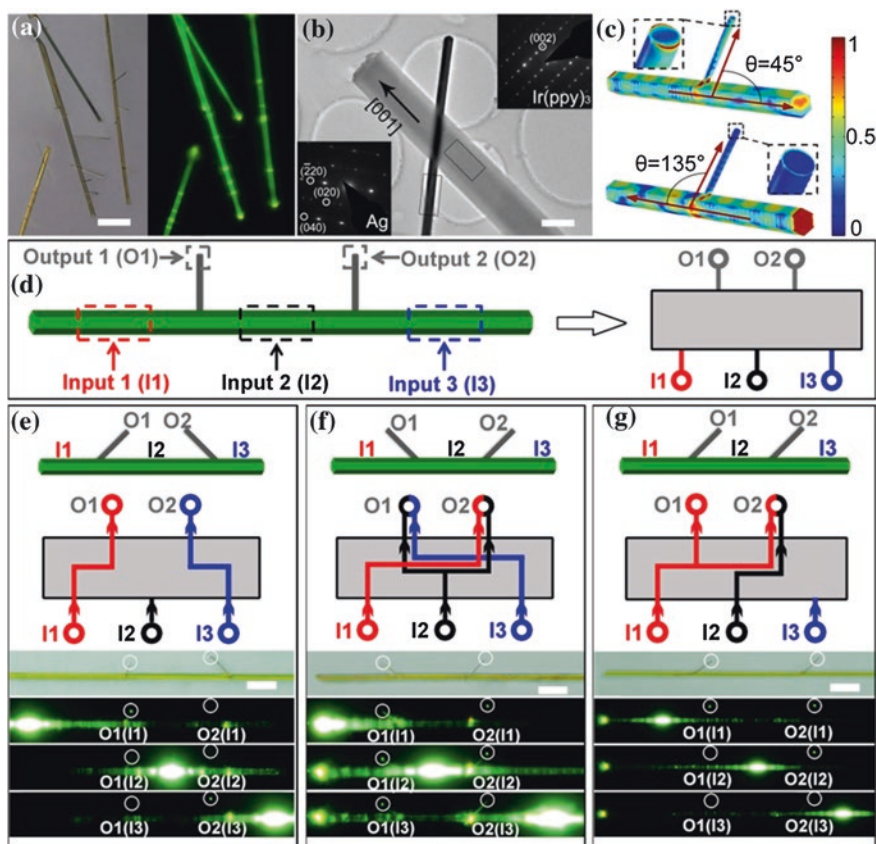 (a)
(b)
(002)
Ir(ppy)3
[001]
(2̄20)
(020)
(040)
Ag
(c)
θ=45°
θ=135°
1
0.5
0
(d)
Output 1 (O1)
Output 2 (O2)
Input 1 (I1)
Input 2 (I2)
Input 3 (I3)
O1 O2
I1 I2 I3
(e)
O1 O2
I1 I2 I3
O1 O2
I1 I2 I3
O1(I1) O2(I1)
O1(I2) O2(I2)
O1(I3) O2(I3)
(f)
O1 O2
I1 I2 I3
O1 O2
I1 I2 I3
O1(I1) O2(I1)
O1(I2) O2(I2)
O1(I3) O2(I3)
(g)
O1 O2
I1 I2 I3
O1 O2
I1 I2 I3
O1(I1) O2(I1)
O1(I2) O2(I2)
O1(I3) O2(I3)